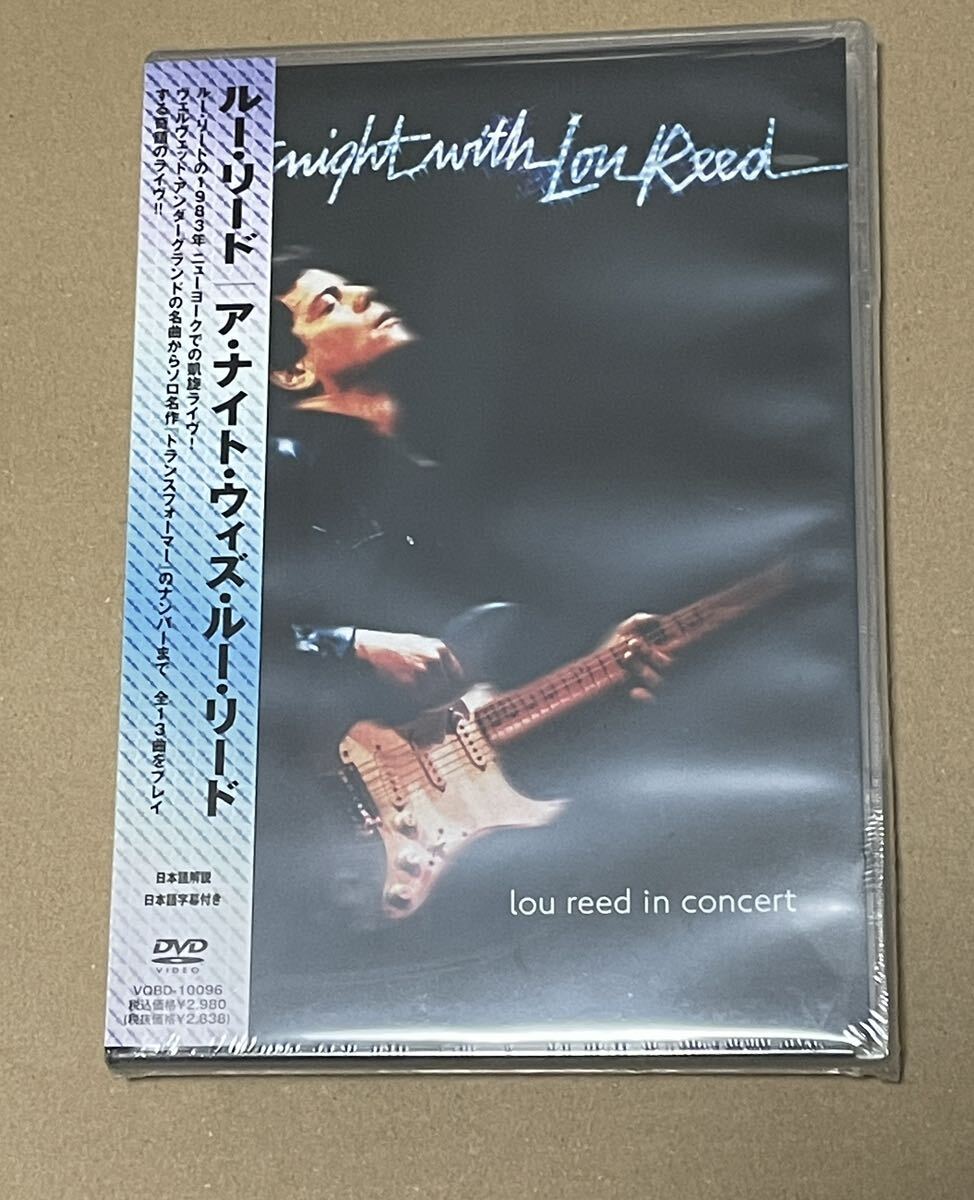 ルー・リード｜ア・ナイト・ウィズ・ルー・リード
ルー・リードの1983年 ニューヨークでの凱旋ライヴ!
ヴェルヴェット・アンダーグランドの名曲からソロ名作『トランスフォーマー』のナンバーまで 全13曲をプレイ
する貫禄のライヴ!!
日本語解説
日本語字幕付き
DVD
VIDEO
VQBD-10096
税込価格¥2,980
(税抜価格¥2,838)
night with Lou Reed
lou reed in concert